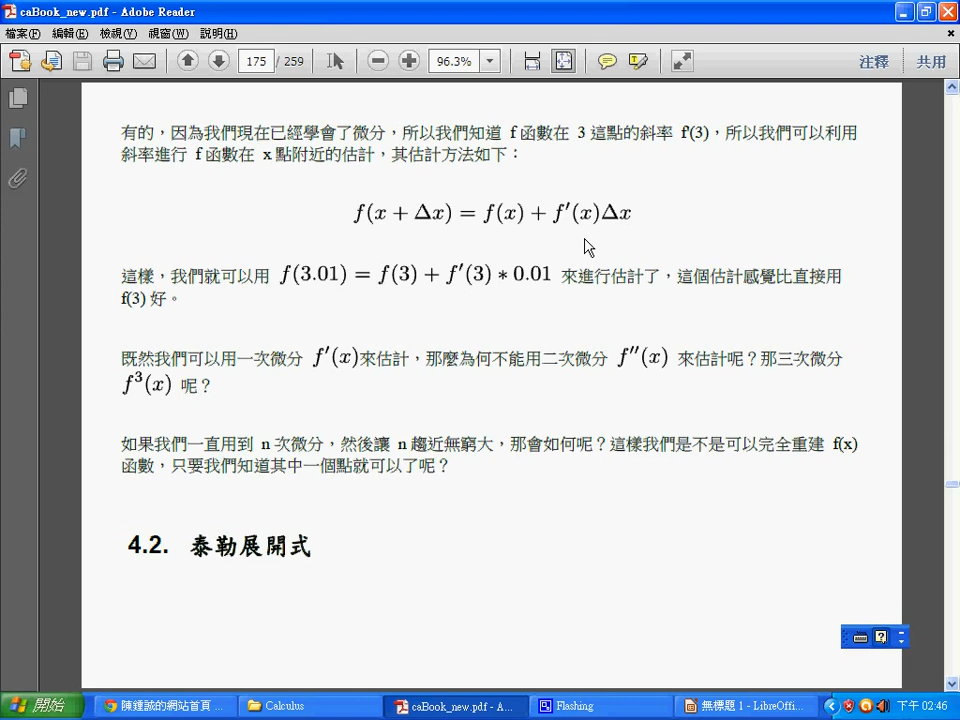 caBook_new.pdf - Adobe Reader
檔案(F) 編輯(E) 檢視(V) 視窗(W) 說明(H)
175 / 259 96.3% 注釋 共用
有的，因為我們現在已經學會了微分，所以我們知道 f 函數在 3 這點的斜率 f'(3)，所以我們可以利用
斜率進行 f 函數在 x 點附近的估計，其估計方法如下：
f(x + Δx) = f(x) + f′(x)Δx
這樣，我們就可以用 f(3.01) = f(3) + f′(3) * 0.01 來進行估計了，這個估計感覺比直接用
f(3) 好。
既然我們可以用一次微分 f′(x)來估計，那麼為何不能用二次微分 f′′(x) 來估計呢？那三次微分
f³(x) 呢？
如果我們一直用到 n 次微分，然後讓 n 趨近無窮大，那會如何呢？這樣我們是不是可以完全重建 f(x)
函數，只要我們知道其中一個點就可以了呢？
4.2. 泰勒展開式
開始 陳鍾誠的網站首頁 ... Calculus caBook_new.pdf - A... Flashing 無標題 1 - LibreOffi... 下午 02:46